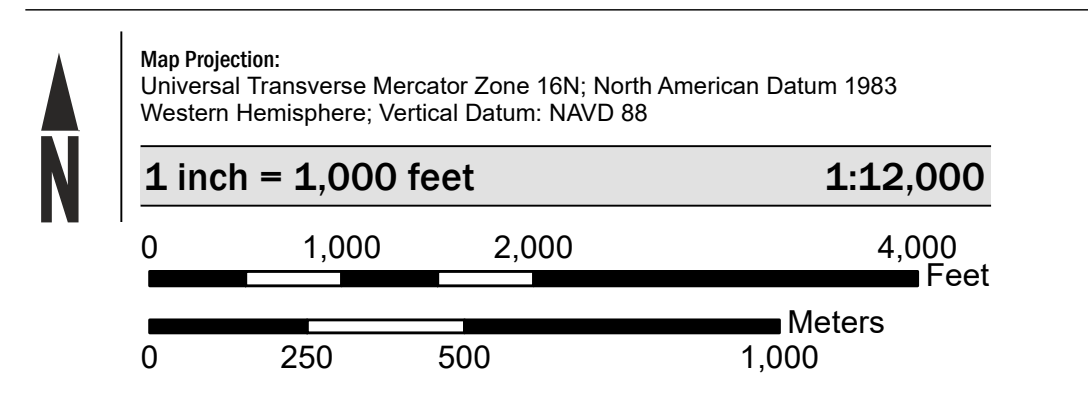 N
Map Projection:
Universal Transverse Mercator Zone 16N; North American Datum 1983
Western Hemisphere; Vertical Datum: NAVD 88
1 inch = 1,000 feet 1:12,000
0 1,000 2,000 4,000
Feet
Meters
0 250 500 1,000